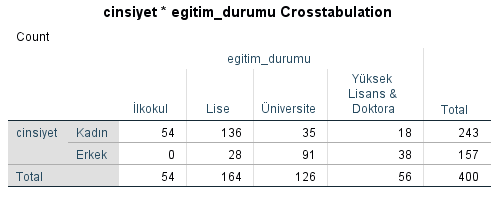 cinsiyet * egitim_durumu Crosstabulation
Count
egitim_durumu
İlkokul Lise Üniversite Yüksek Lisans & Doktora Total
cinsiyet Kadın 54 136 35 18 243
Erkek 0 28 91 38 157
Total 54 164 126 56 400